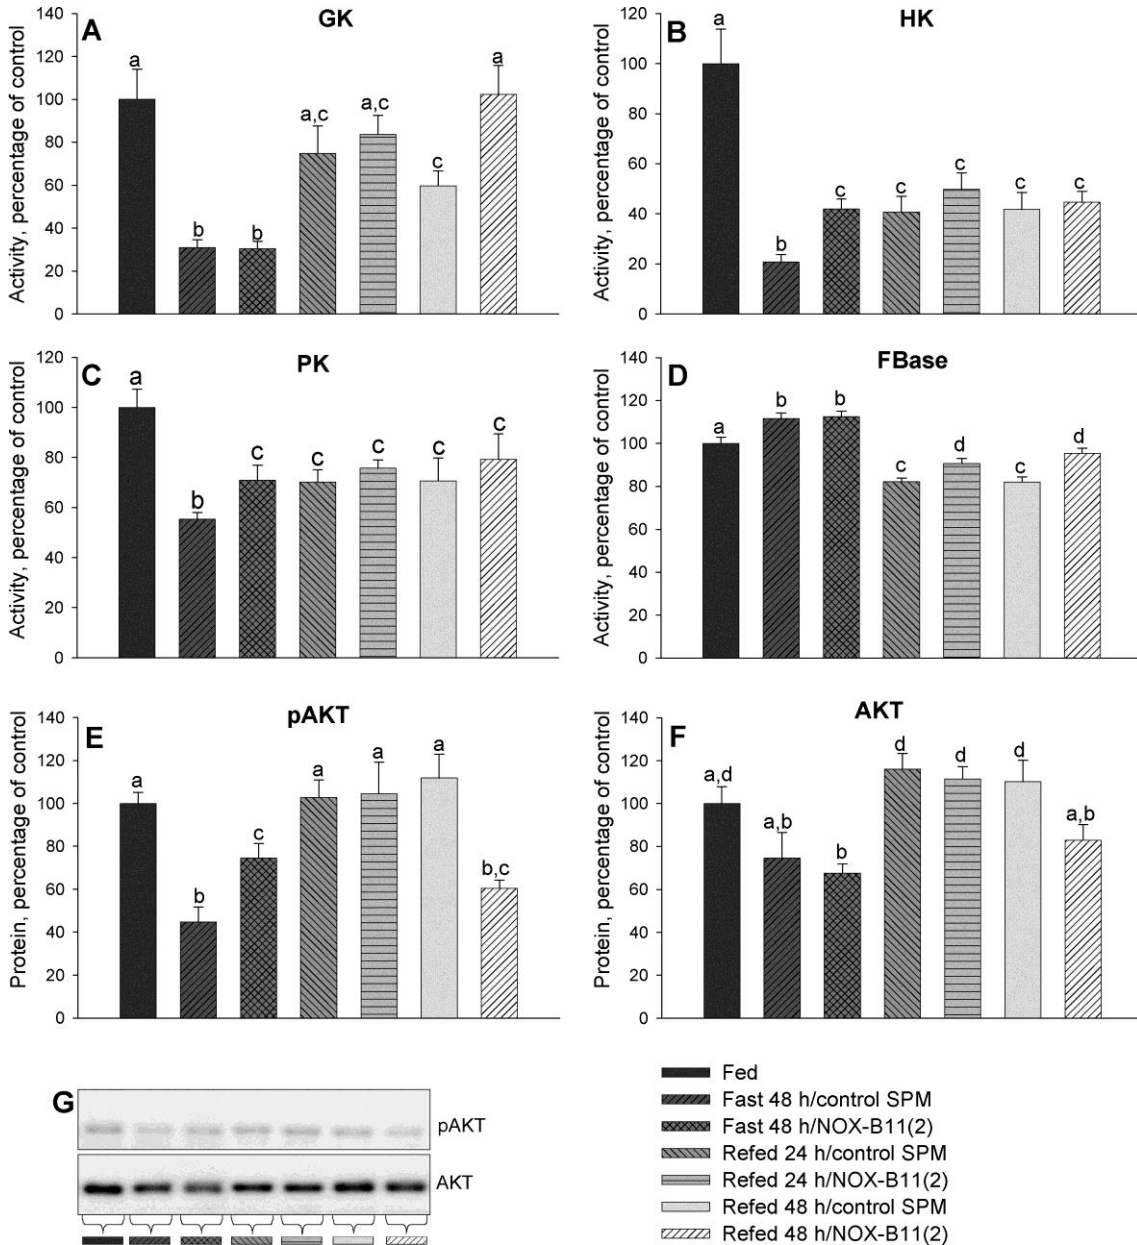 A
GK
Activity, percentage of control
140
120
100
80
60
40
20
0
a
b
b
a,c
a,c
c
a
B
HK
Activity, percentage of control
120
100
80
60
40
20
0
a
b
c
c
c
c
c
C
PK
Activity, percentage of control
120
100
80
60
40
20
0
a
b
c
c
c
c
c
D
FBase
Activity, percentage of control
140
120
100
80
60
40
20
0
a
b
b
c
d
c
d
E
pAKT
Protein, percentage of control
140
120
100
80
60
40
20
0
a
b
c
a
a
a
b,c
F
AKT
Protein, percentage of control
140
120
100
80
60
40
20
0
a,d
a,b
b
d
d
d
a,b
G
pAKT
AKT
Fed
Fast 48 h/control SPM
Fast 48 h/NOX-B11(2)
Refed 24 h/control SPM
Refed 24 h/NOX-B11(2)
Refed 48 h/control SPM
Refed 48 h/NOX-B11(2)